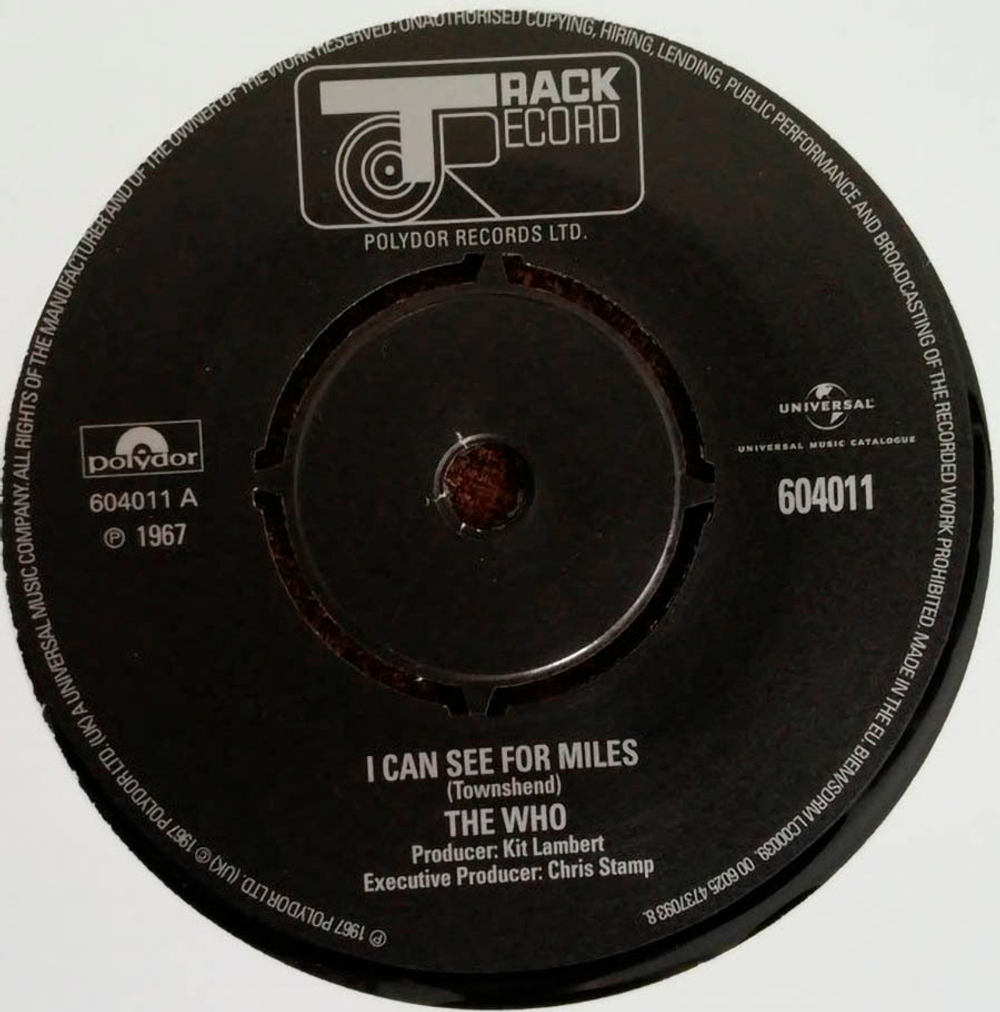 TRACK
RECORD
POLYDOR RECORDS LTD.
polydor
604011 A
℗ 1967
UNIVERSAL
UNIVERSAL MUSIC CATALOGUE
604011
I CAN SEE FOR MILES
(Townshend)
THE WHO
Producer: Kit Lambert
Executive Producer: Chris Stamp
℗ 1967 POLYDOR LTD. (UK) © 1967 POLYDOR LTD. (UK) A UNIVERSAL MUSIC COMPANY. ALL RIGHTS OF THE MANUFACTURER AND OF THE OWNER OF THE WORK RESERVED. UNAUTHORISED COPYING, HIRING, LENDING, PUBLIC PERFORMANCE AND BROADCASTING OF THE RECORDED WORK PROHIBITED. MADE IN THE EU. BIEM/SDRM LC00039. 00 6025 4737093 8.